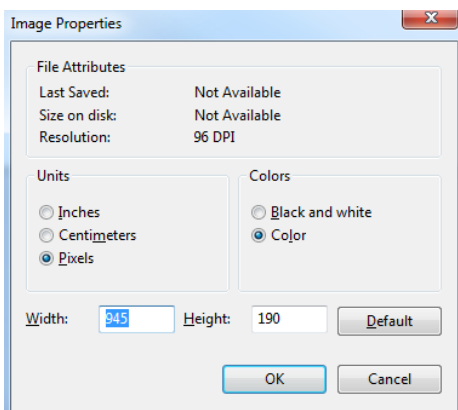 Image Properties
File Attributes
Last Saved: Not Available
Size on disk: Not Available
Resolution: 96 DPI
Units Colors
Inches Black and white
Centimeters Color
Pixels
Width: 945 Height: 190 Default
OK Cancel